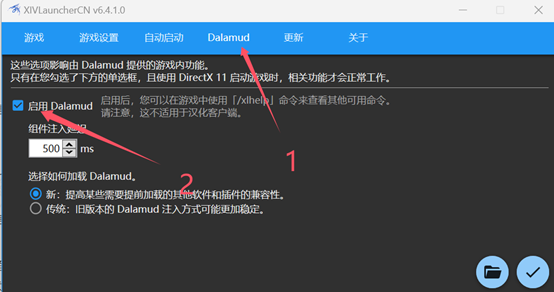 XIVLauncherCN v6.4.1.0
游戏 游戏设置 自动启动 Dalamud 更新 关于
这些选项影响由 Dalamud 提供的游戏内功能。
只有在您勾选了下方的单选框，且使用 DirectX 11 启动游戏时，相关功能才会正常工作。
启用 Dalamud 启用后，您可以在游戏中使用「/xlhelp」命令来查看其他可用命令。
请注意，这不适用于汉化客户端。
组件注入延迟
500 ms
1
选择如何加载 Dalamud。
2
新：提高某些需要提前加载的其他软件和插件的兼容性。
传统：旧版本的 Dalamud 注入方式可能更加稳定。